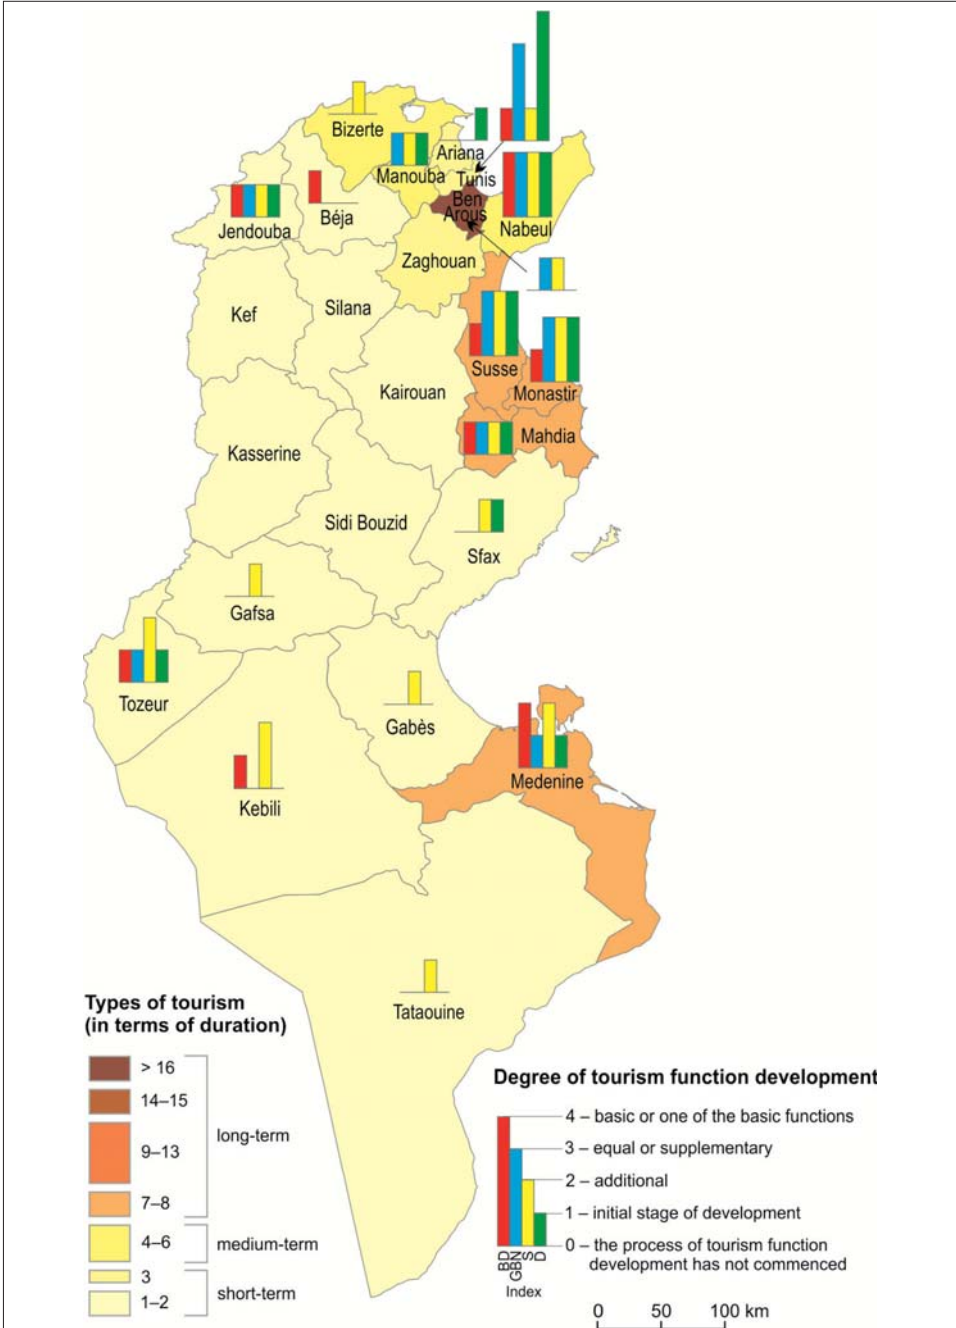 Bizerte
Ariana
Manouba
Tunis
Ben
Arous
Béja
Jendouba
Nabeul
Zaghouan
Kef
Silana
Susse
Kairouan
Monastir
Mahdia
Kasserine
Sidi Bouzid
Sfax
Gafsa
Tozeur
Gabès
Medenine
Kebili
Tataouine
Types of tourism
(in terms of duration)
> 16
14–15
9–13
7–8
long-term
4–6
medium-term
3
1–2
short-term
Degree of tourism function development
4 – basic or one of the basic functions
3 – equal or supplementary
2 – additional
1 – initial stage of development
0 – the process of tourism function
development has not commenced
BD
GBN
S
D
Index
0 50 100 km